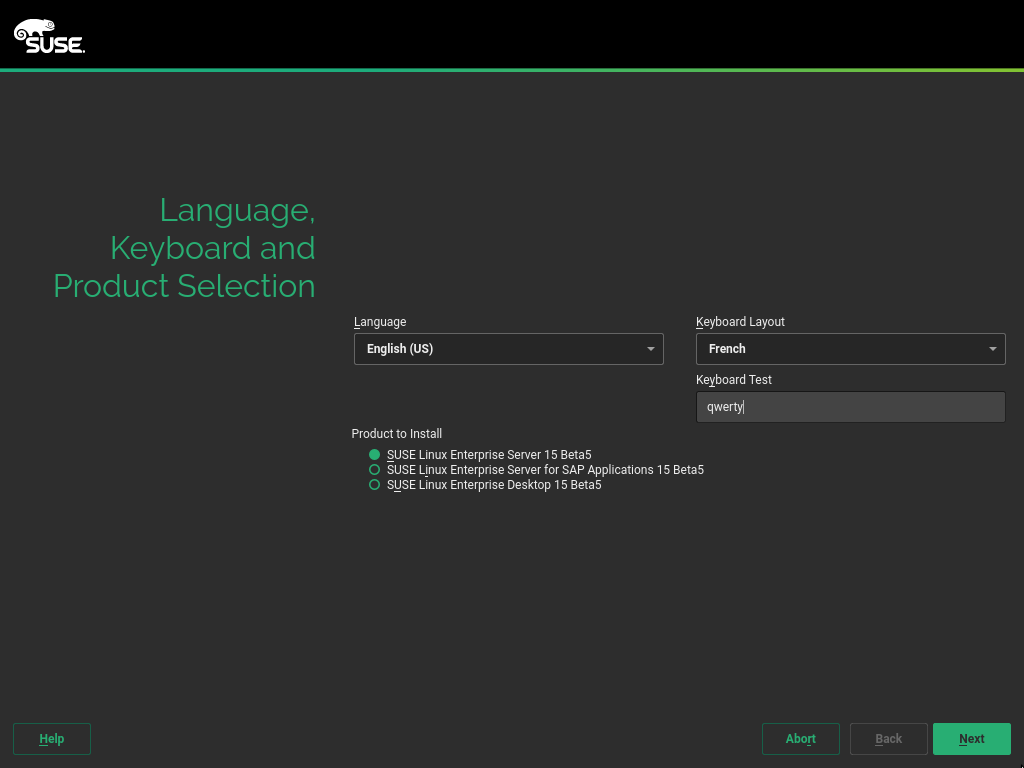 SUSE.
Language,
Keyboard and
Product Selection
Language
Keyboard Layout
English (US)
French
Keyboard Test
qwerty
Product to Install
SUSE Linux Enterprise Server 15 Beta5
SUSE Linux Enterprise Server for SAP Applications 15 Beta5
SUSE Linux Enterprise Desktop 15 Beta5
Help
Abort
Back
Next